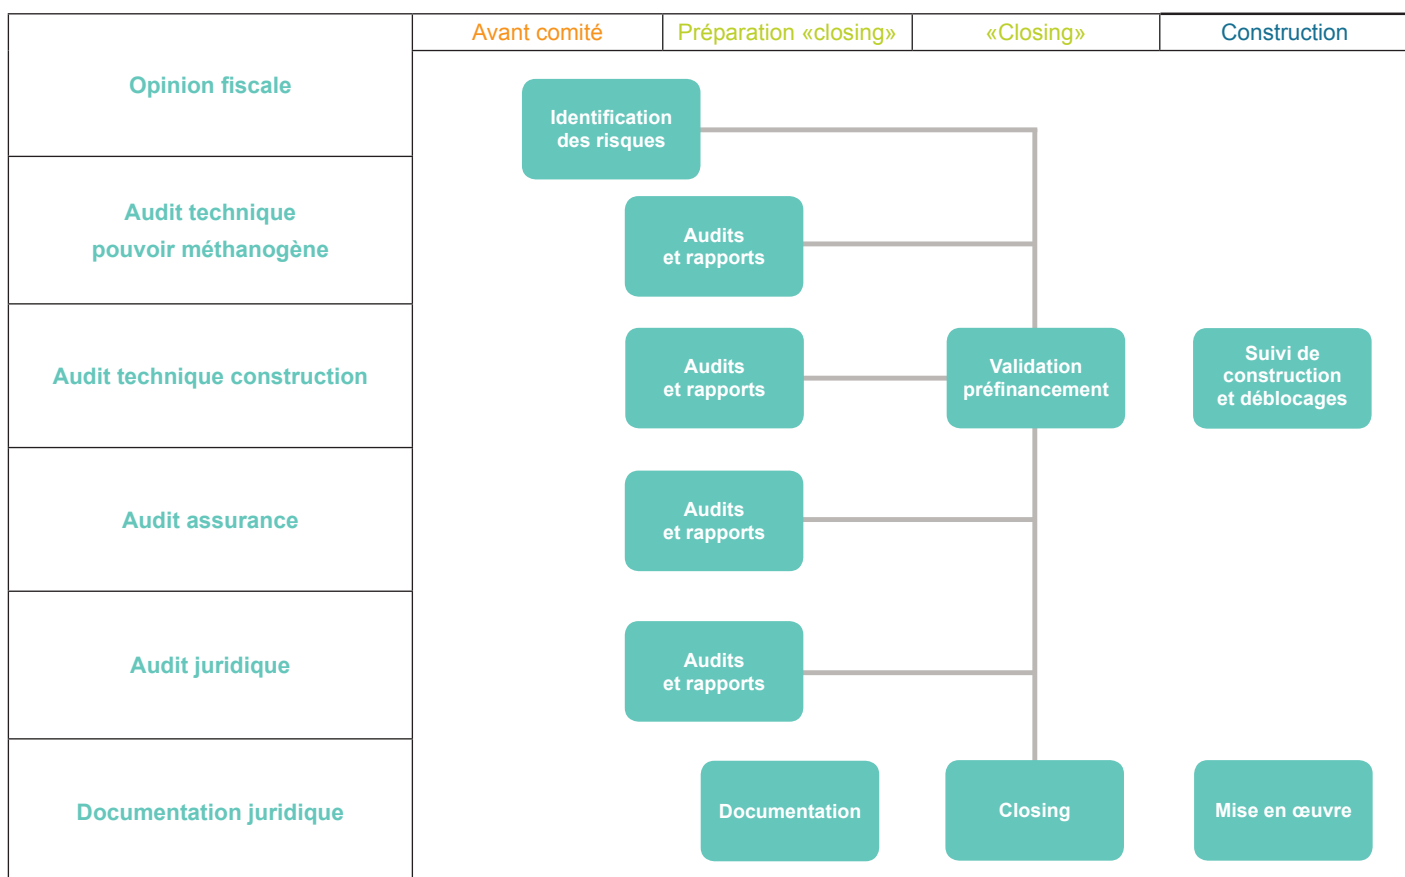 Avant comité
Préparation «closing»
«Closing»
Construction
Opinion fiscale
Identification
des risques
Audit technique
pouvoir méthanogène
Audits
et rapports
Audit technique construction
Audits
et rapports
Validation
préfinancement
Suivi de
construction
et déblocages
Audit assurance
Audits
et rapports
Audit juridique
Audits
et rapports
Documentation juridique
Documentation
Closing
Mise en œuvre